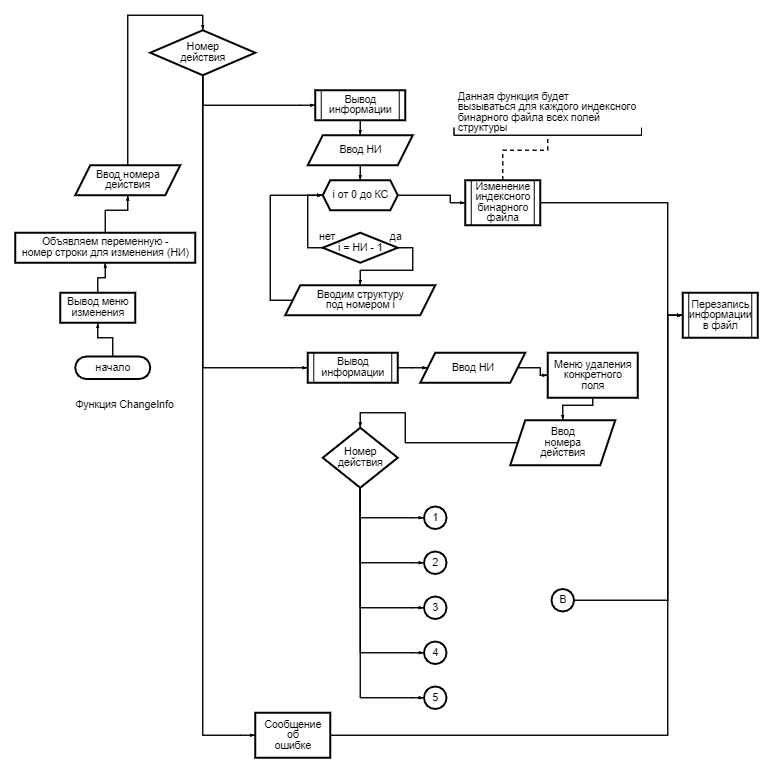 Номер
действия
Вывод
информации
Данная функция будет
вызываться для каждого индексного
бинарного файла всех полей
структуры
Ввод НИ
Ввод номера
действия
i от 0 до КС
Изменение
индексного
бинарного
файла
Объявляем переменную -
номер строки для изменения (НИ)
нет
да
i = НИ - 1
Вводим структуру
под номером i
Вывод меню
изменения
Перезапись
информации
в файл
начало
Функция ChangeInfo
Вывод
информации
Ввод НИ
Меню удаления
конкретного
поля
Ввод
номера
действия
Номер
действия
1
2
3
B
4
5
Сообщение
об
ошибке